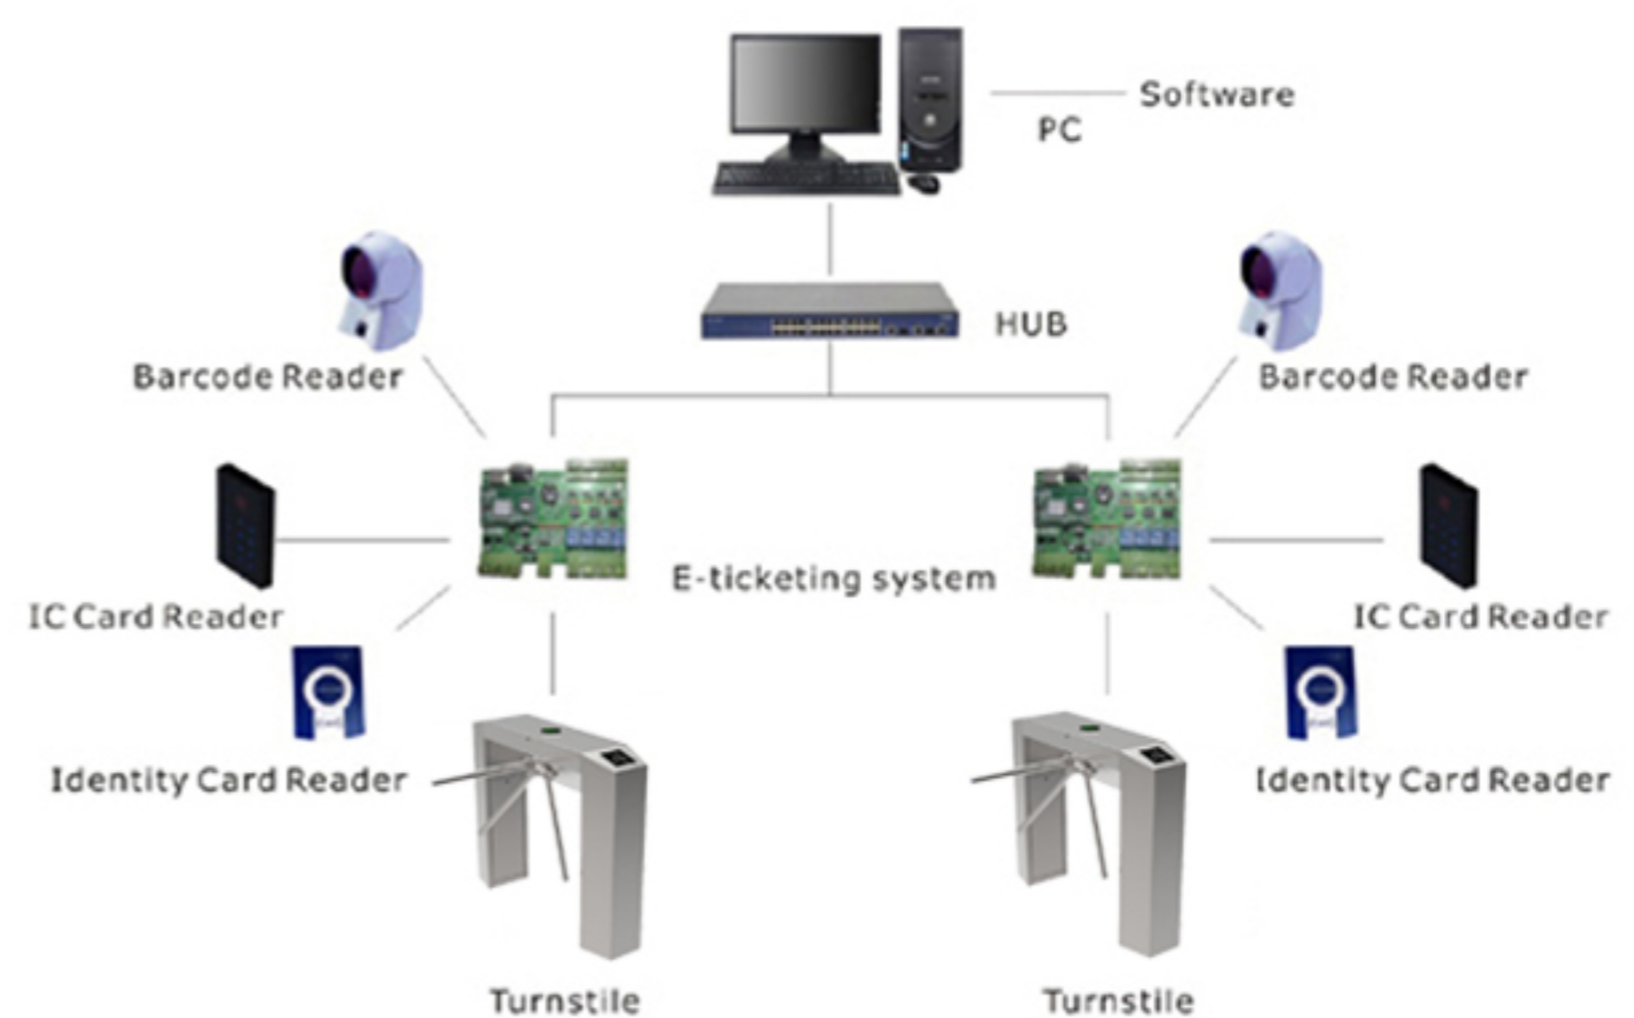 Software
PC
HUB
Barcode Reader
Barcode Reader
E-ticketing system
IC Card Reader
IC Card Reader
Identity Card Reader
Identity Card Reader
Turnstile
Turnstile